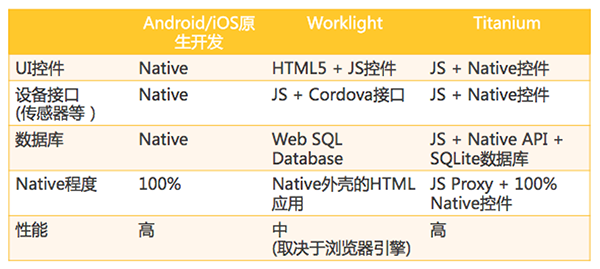 Android/iOS原 Worklight Titanium
生开发
UI控件 Native HTML5 + JS控件 JS + Native控件
设备接口 Native JS + Cordova接口 JS + Native控件
(传感器等 )
数据库 Native Web SQL JS + Native API +
Database SQLite数据库
Native程度 100% Native外壳的HTML JS Proxy + 100%
应用 Native控件
性能 高 中 高
(取决于浏览器引擎)